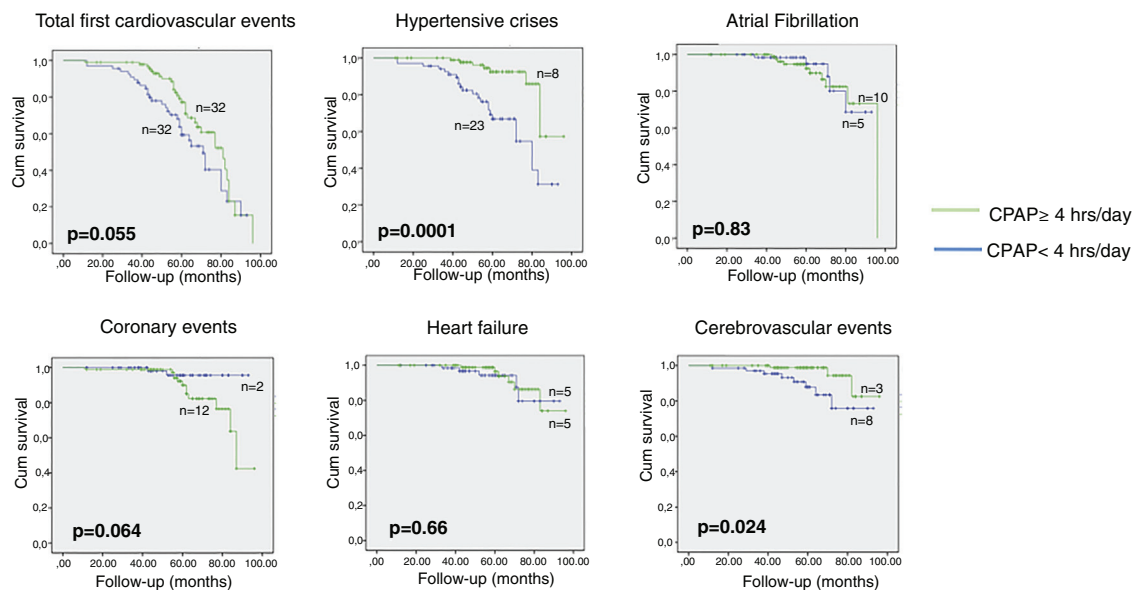 Total first cardiovascular events
Hypertensive crises
Atrial Fibrillation
Cum survival
1,0
0,0
0,0
0,4
0,2
0,0
n=32
n=32
p=0.055
,00 20.00 40.00 60.00 80.00 100.00
Follow-up (months)
Cum survival
1,0
0,0
0,0
0,4
0,2
0,0
n=8
n=23
p=0.0001
,00 20.00 40.00 60.00 80.00 100.00
Follow-up (months)
Cum survival
1,0
0,0
0,0
0,4
0,2
0,0
n=10
n=5
p=0.83
,00 20.00 40.00 60.00 80.00 100.00
Follow-up (months)
CPAP≥ 4 hrs/day
CPAP< 4 hrs/day
Coronary events
Heart failure
Cerebrovascular events
Cum survival
1,0
0,0
0,0
0,4
0,2
0,0
n=2
n=12
p=0.064
,00 20.00 40.00 60.00 80.00 100.00
Follow-up (months)
Cum survival
1,0
0,0
0,0
0,4
0,2
0,0
n=5
n=5
p=0.66
,00 20.00 40.00 60.00 80.00 100.00
Follow-up (months)
Cum survival
1,0
0,0
0,0
0,4
0,2
0,0
n=3
n=8
p=0.024
,00 20.00 40.00 60.00 80.00 100.00
Follow-up (months)